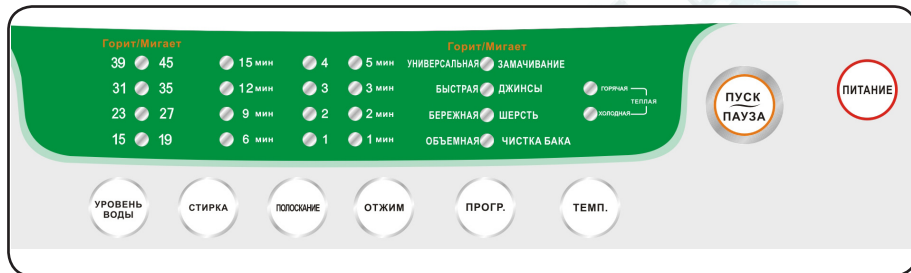 Горит/Мигает Горит/Мигает
39 45 15 мин 4 5 мин УНИВЕРСАЛЬНАЯ ЗАМАЧИВАНИЕ
31 35 12 мин 3 3 мин БЫСТРАЯ ДЖИНСЫ ГОРЯЧАЯ
ТЕПЛАЯ
23 27 9 мин 2 2 мин БЕРЕЖНАЯ ШЕРСТЬ ХОЛОДНАЯ
15 19 6 мин 1 1 мин ОБЪЕМНАЯ ЧИСТКА БАКА
ПУСК
ПАУЗА
ПИТАНИЕ
УРОВЕНЬ
ВОДЫ
СТИРКА
ПОЛОСКАНИЕ
ОТЖИМ
ПРОГР.
ТЕМП.